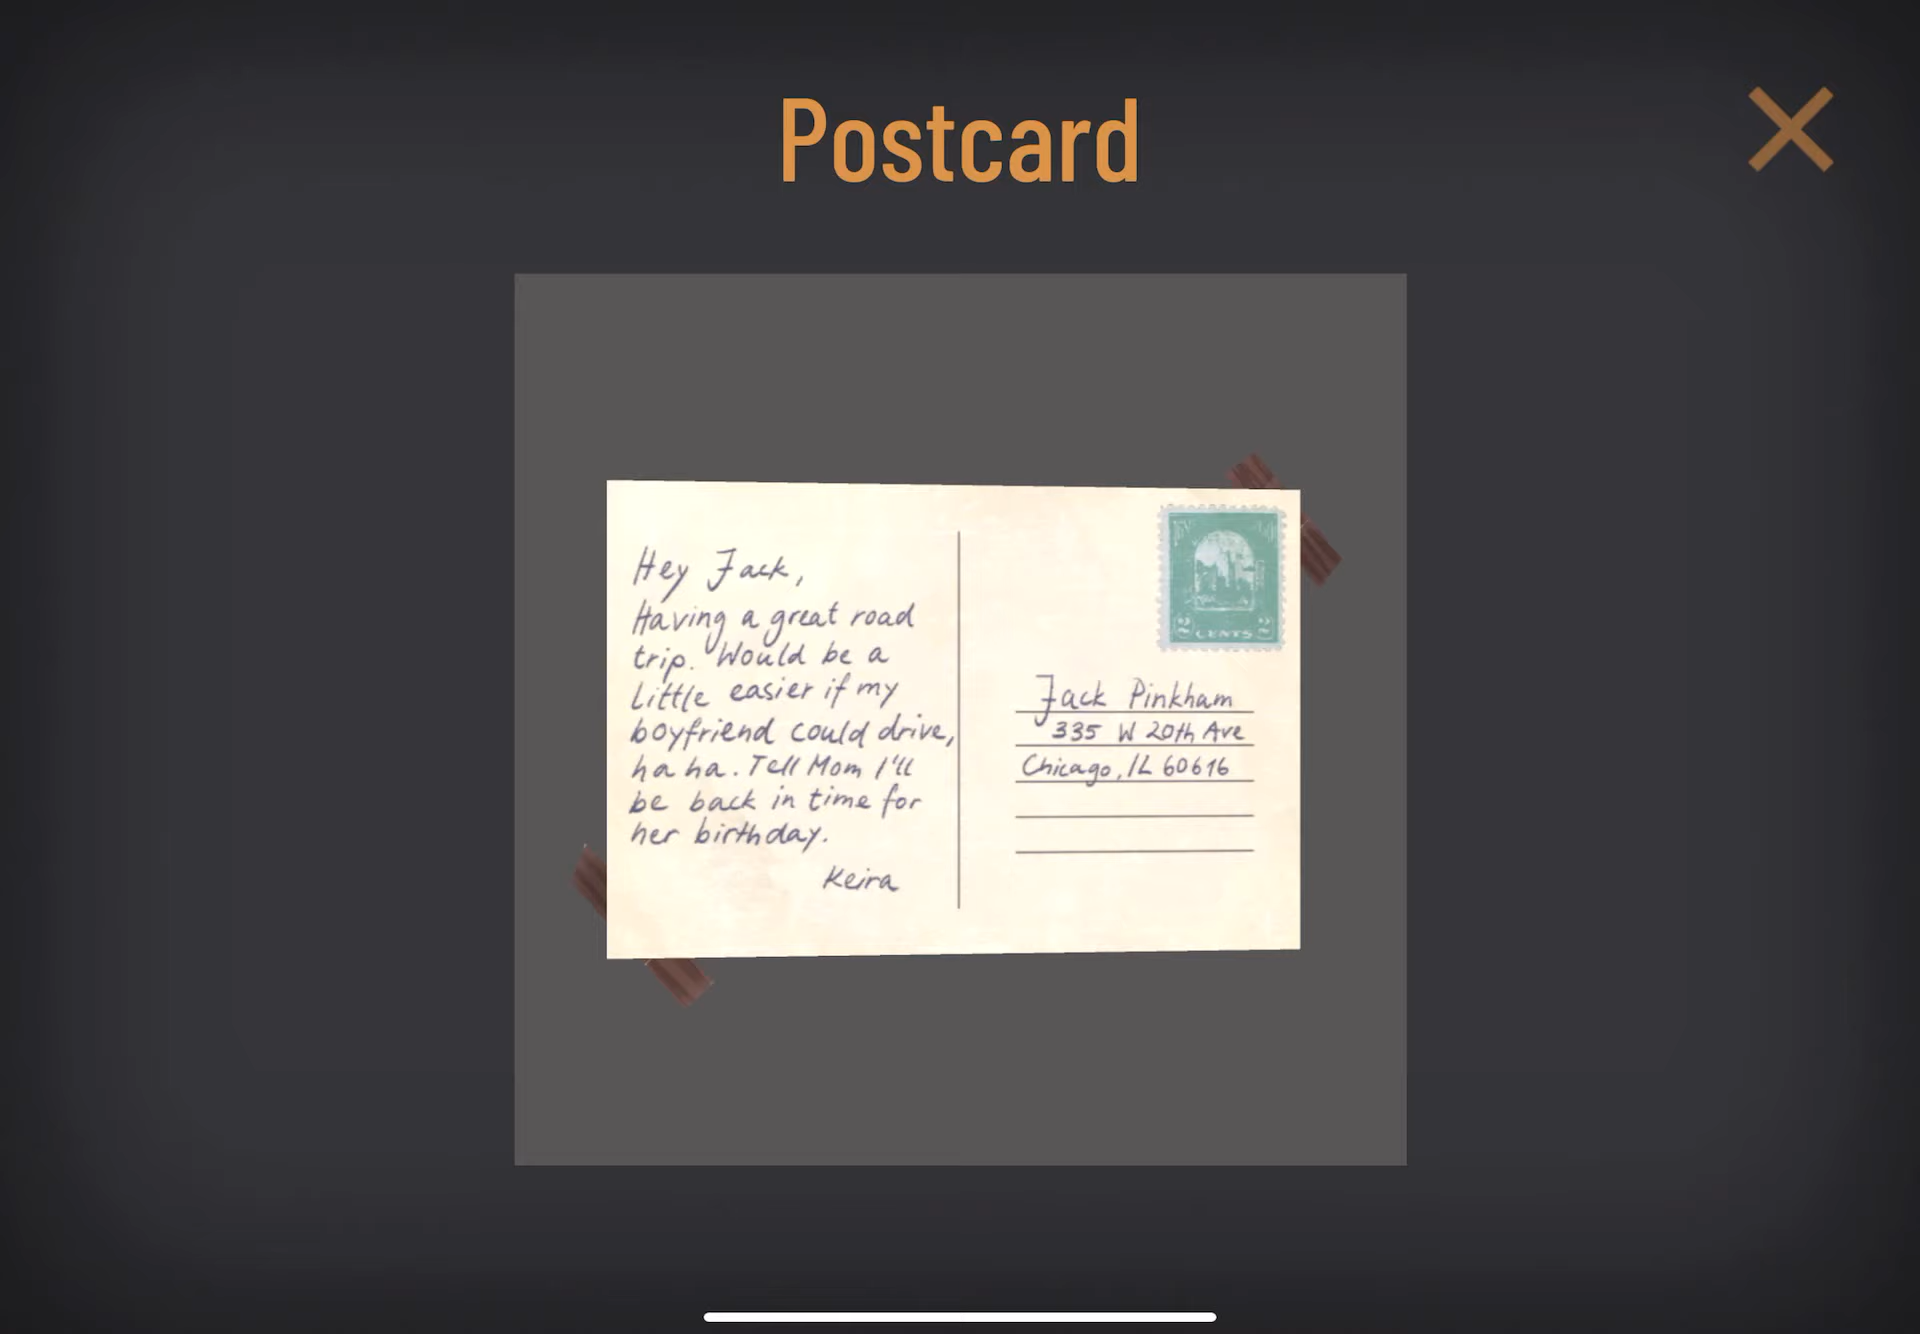 Postcard
Hey Jack,
Having a great road
trip. Would be a
Little easier if my
boyfriend could drive,
ha ha. Tell Mom I'll
be back in time for
her birthday.
Keira
2 CENTS 2
Jack Pinkham
335 W 20th Ave
Chicago, IL 60616